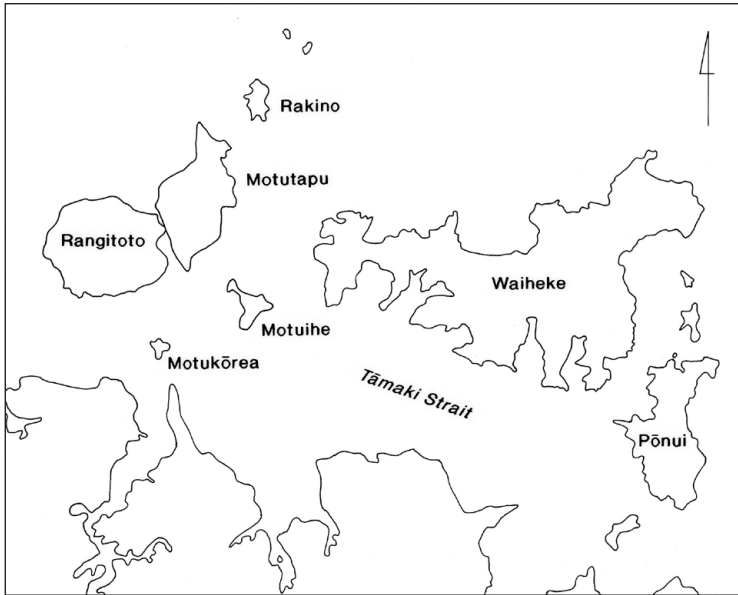 Rakino
Motutapu
Rangitoto
Waiheke
Motuihe
Motukōrea
Tāmaki Strait
Pōnui